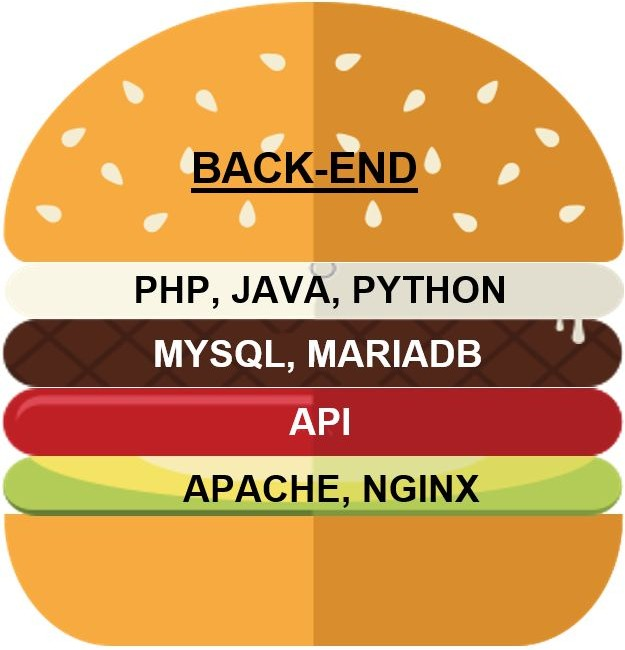 BACK-END
PHP, JAVA, PYTHON
MYSQL, MARIADB
API
APACHE, NGINX